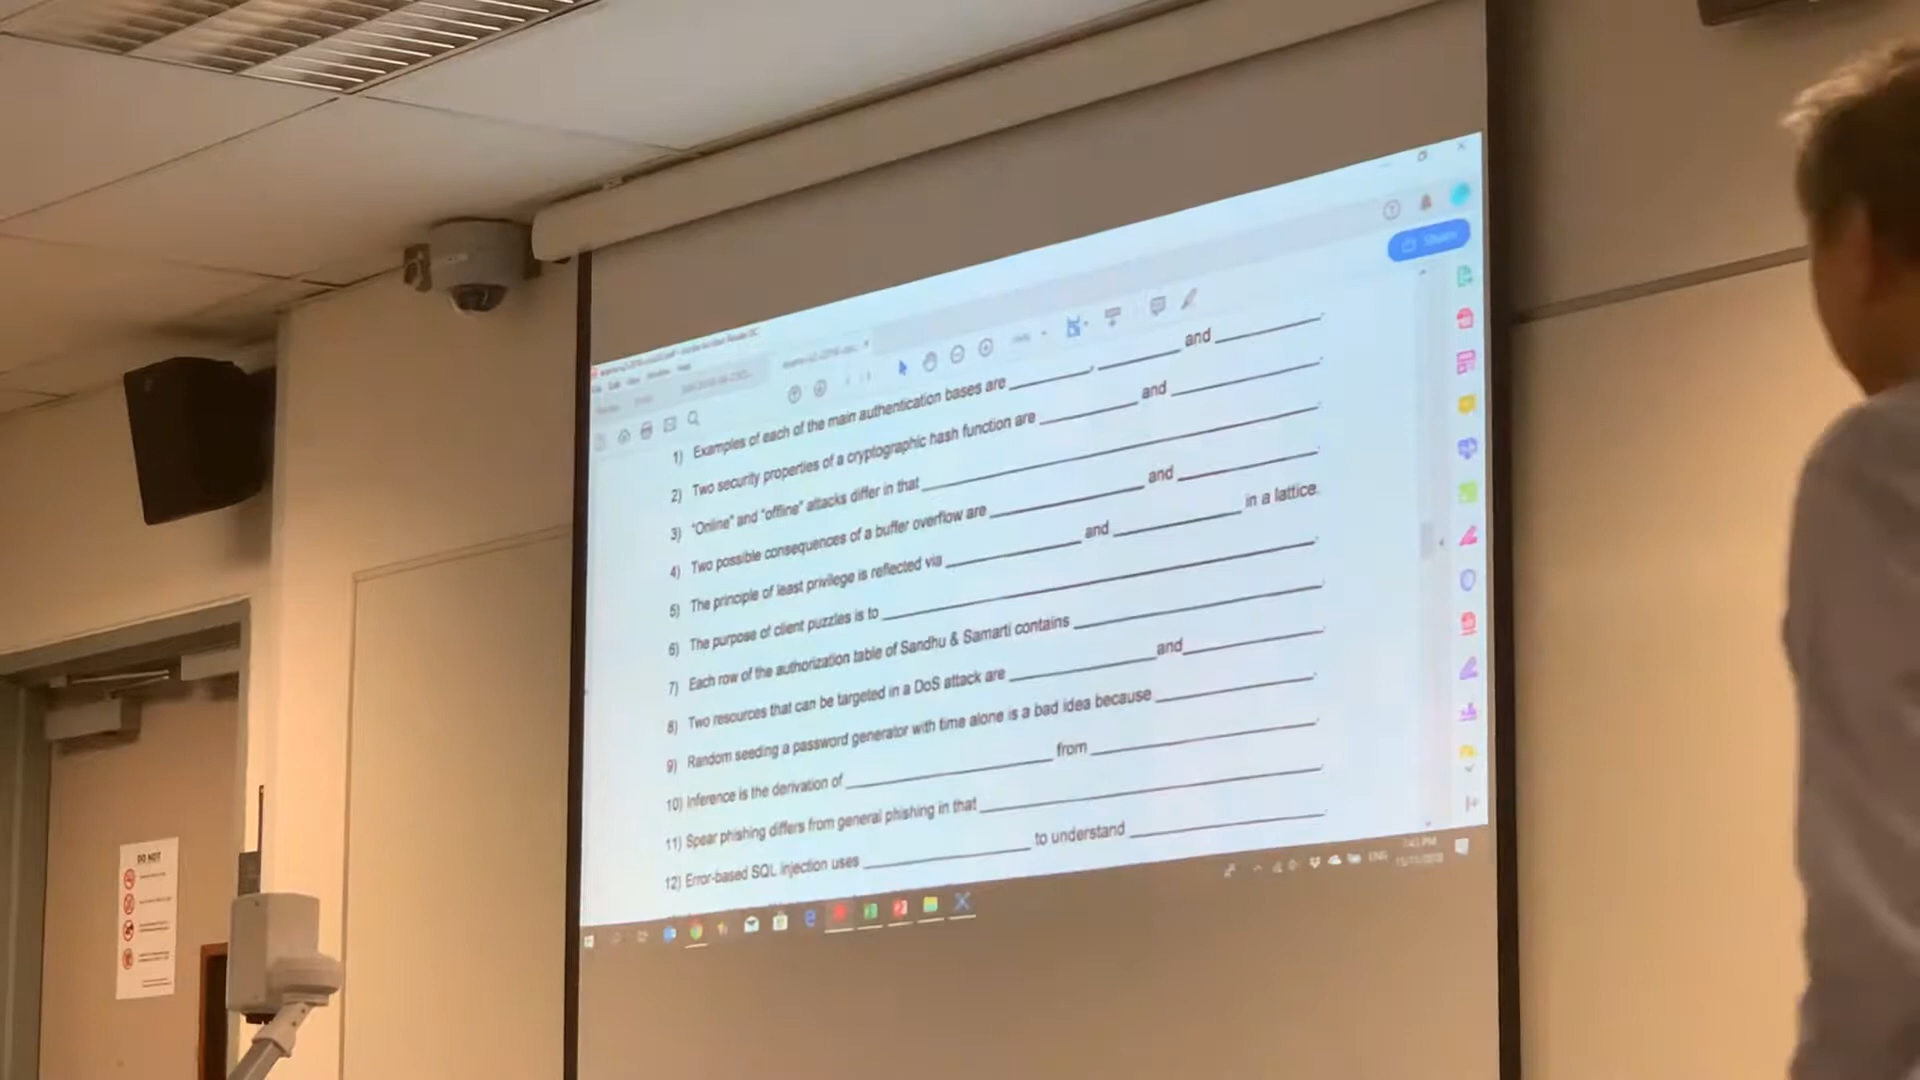 Share
1) Examples of each of the main authentication bases are ________, ________ and ________.
2) Two security properties of a cryptographic hash function are ________ and ________.
3) "Online" and "offline" attacks differ in that ________.
4) Two possible consequences of a buffer overflow are ________ and ________.
5) The principle of least privilege is reflected via ________ and ________ in a lattice.
6) The purpose of client puzzles is to ________.
7) Each row of the authorization table of Sandhu & Samarti contains ________.
8) Two resources that can be targeted in a DoS attack are ________ and ________.
9) Random seeding a password generator with time alone is a bad idea because ________.
10) Inference is the derivation of ________ from ________.
11) Spear phishing differs from general phishing in that ________.
12) Error-based SQL injection uses ________ to understand ________.
ENG
DO NOT